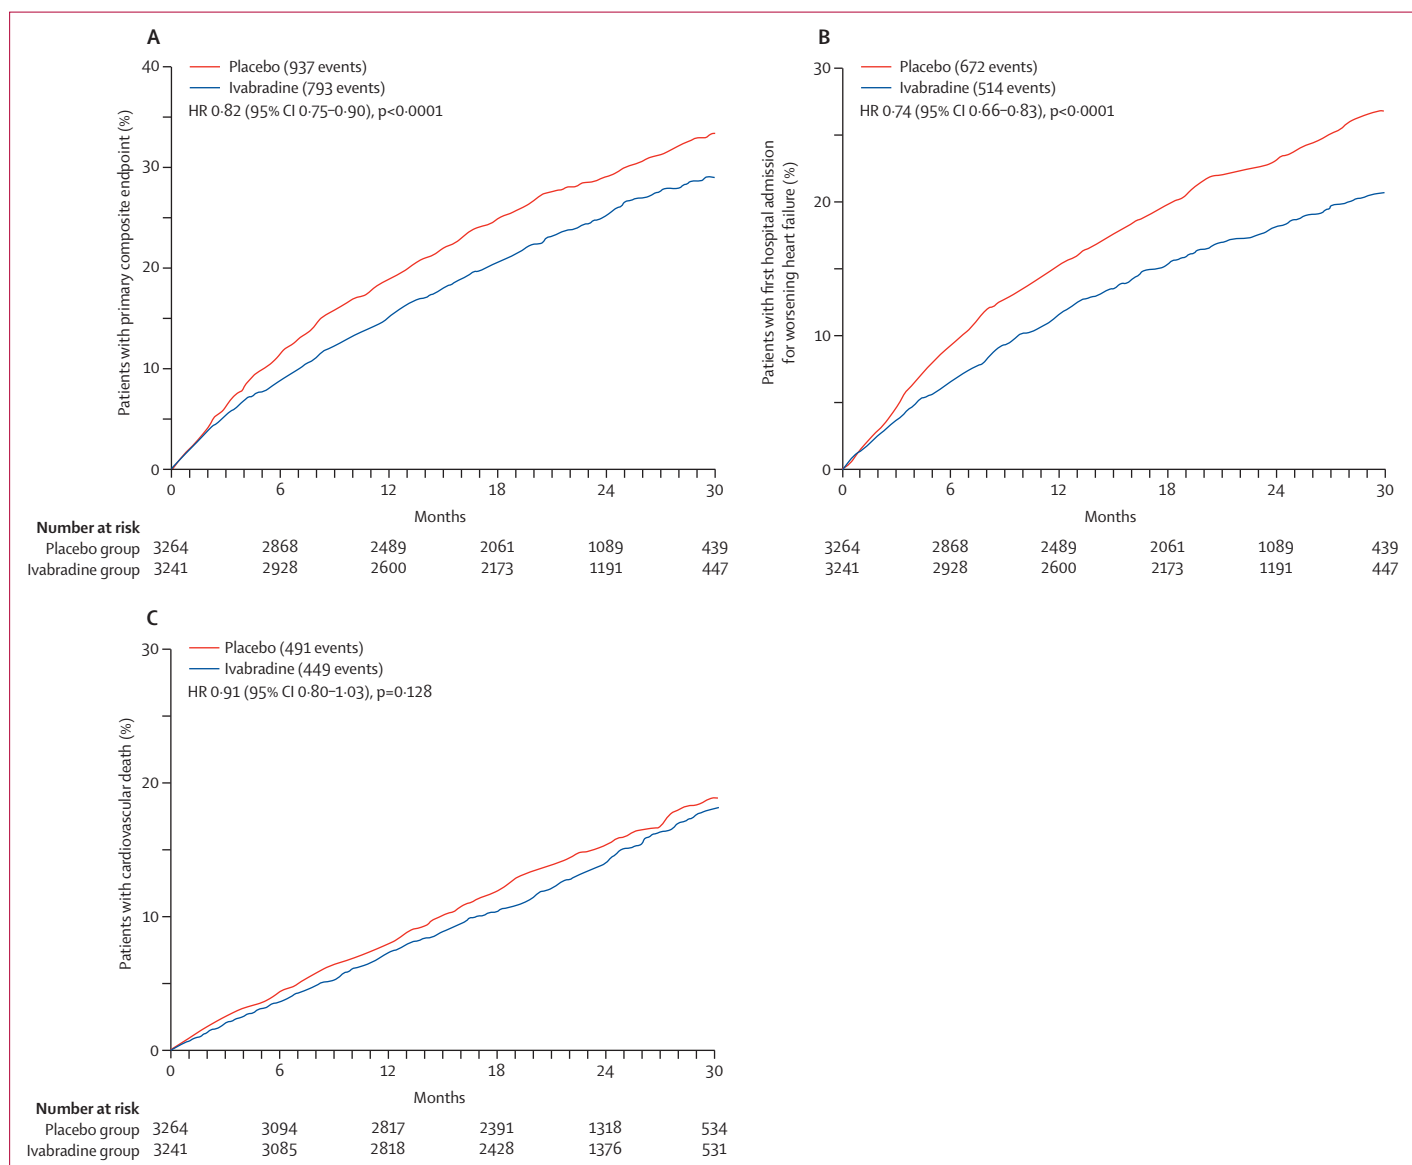 A
Placebo (937 events)
Ivabradine (793 events)
HR 0·82 (95% CI 0·75–0·90), p<0·0001
Patients with primary composite endpoint (%)
40
30
20
10
0
0 6 12 18 24 30
Months
Number at risk
Placebo group 3264 2868 2489 2061 1089 439
Ivabradine group 3241 2928 2600 2173 1191 447
B
Placebo (672 events)
Ivabradine (514 events)
HR 0·74 (95% CI 0·66–0·83), p<0·0001
Patients with first hospital admission
for worsening heart failure (%)
30
20
10
0
0 6 12 18 24 30
Months
3264 2868 2489 2061 1089 439
3241 2928 2600 2173 1191 447
C
Placebo (491 events)
Ivabradine (449 events)
HR 0·91 (95% CI 0·80–1·03), p=0·128
Patients with cardiovascular death (%)
30
20
10
0
0 6 12 18 24 30
Months
Number at risk
Placebo group 3264 3094 2817 2391 1318 534
Ivabradine group 3241 3085 2818 2428 1376 531